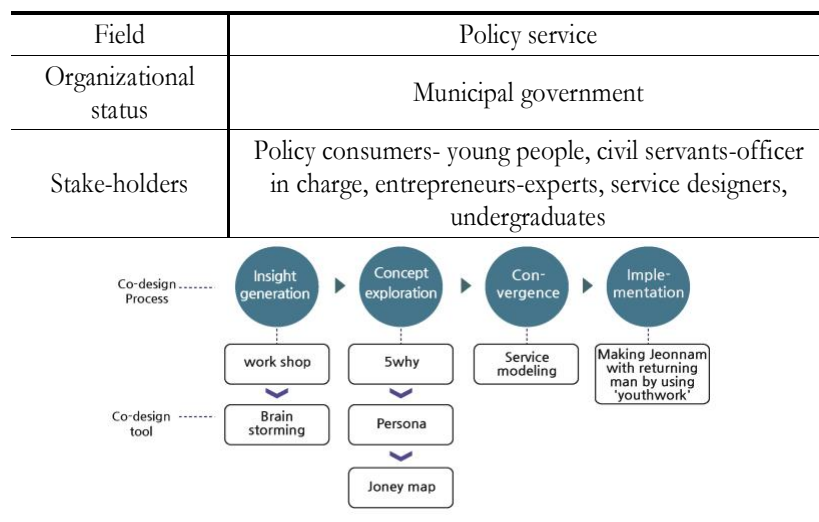 Field
Policy service
Organizational
status
Municipal government
Stake-holders
Policy consumers- young people, civil servants-officer
in charge, entrepreneurs-experts, service designers,
undergraduates
Co-design
Process
Insight
generation
Concept
exploration
Con-
vergence
Imple-
mentation
Co-design
tool
work shop
Brain
storming
5why
Persona
Joney map
Service
modeling
Making Jeonnam
with returning
man by using
'youthwork'